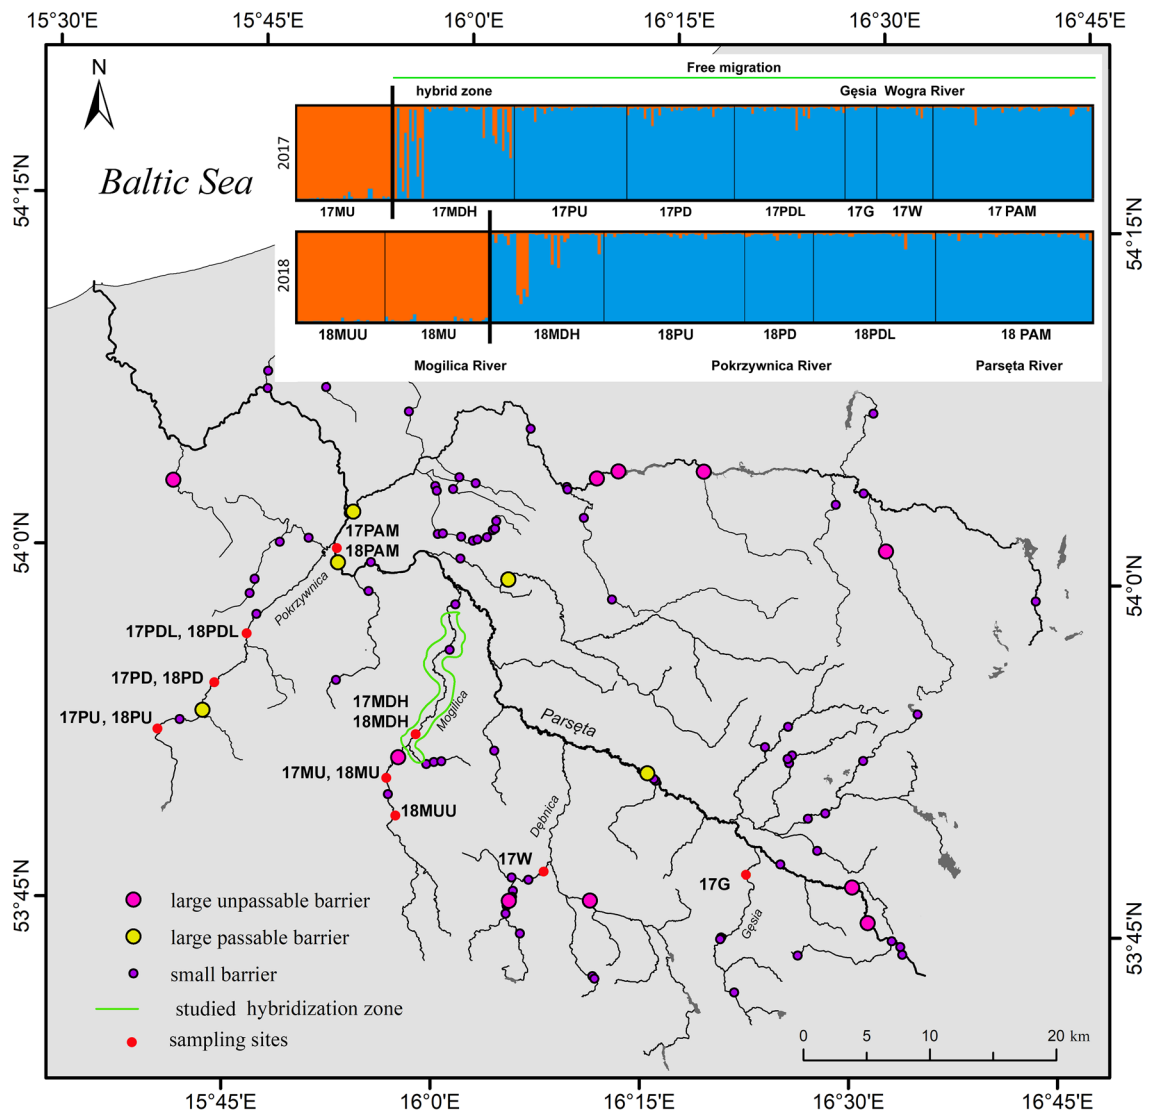 15°30'E 15°45'E 16°0'E 16°15'E 16°30'E 16°45'E
N
Free migration
hybrid zone Gęsia Wogra River
2017
Baltic Sea
54°15'N
17MU 17MDH 17PU 17PD 17PDL 17G 17W 17 PAM
54°15'N
2018
18MUU 18MU 18MDH 18PU 18PD 18PDL 18 PAM
Mogilica River Pokrzywnica River Parsęta River
17PAM
18PAM
54°0'N
54°0'N
Pokrzywnica
17PDL, 18PDL
17PD, 18PD
17PU, 18PU
17MDH
18MDH
Mogilica
Parsęta
17MU, 18MU
18MUU
Dębnica
17W
17G
Gęsia
53°45'N
53°45'N
large unpassable barrier
large passable barrier
small barrier
studied hybridization zone
sampling sites
0 5 10 20 km
15°45'E 16°0'E 16°15'E 16°30'E 16°45'E